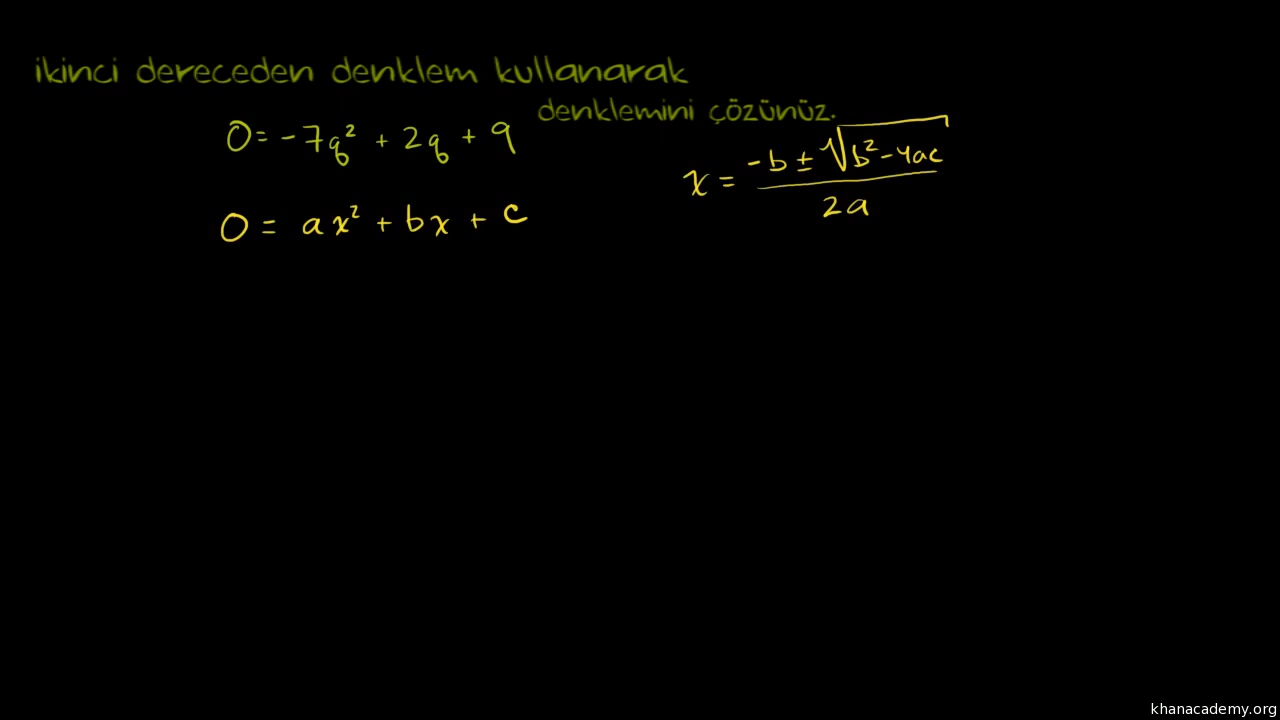 ikinci dereceden denklem kullanarak
0 = -7q² + 2q + 9 denklemini çözünüz.
x = (-b ± √(b² - 4ac)) / 2a
0 = ax² + bx + c
khanacademy.org